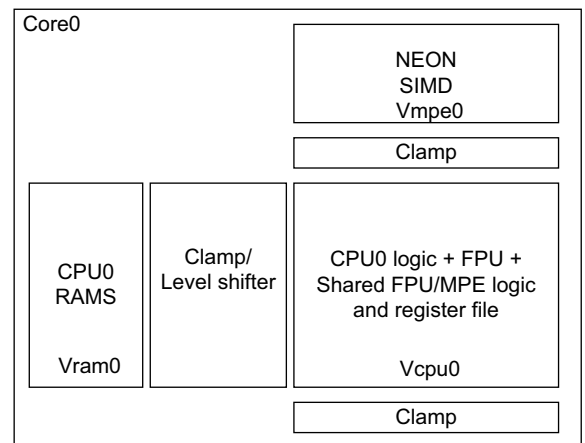 Core0
NEON
SIMD
Vmpe0
Clamp
CPU0
RAMS
Vram0
Clamp/
Level shifter
CPU0 logic + FPU +
Shared FPU/MPE logic
and register file
Vcpu0
Clamp